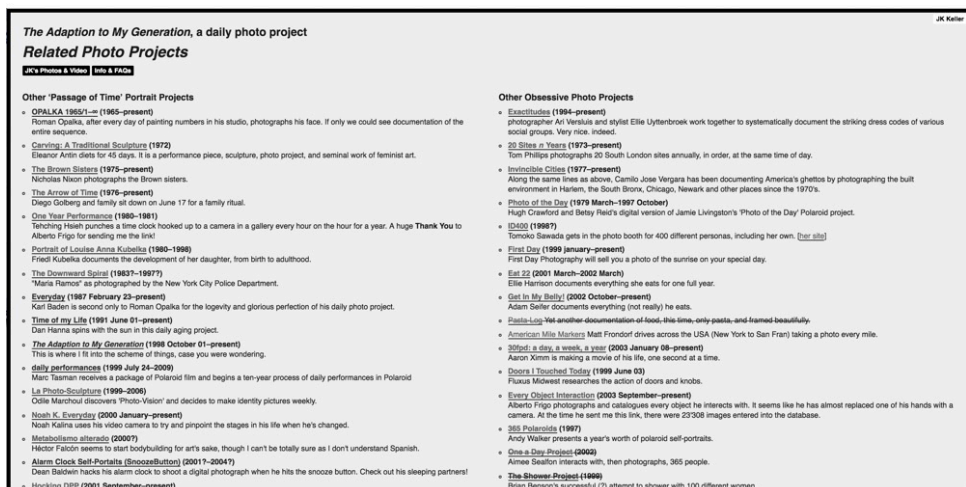 JK Keller
The Adaption to My Generation, a daily photo project
Related Photo Projects
JK's Photos & Video Info & FAQs
Other 'Passage of Time' Portrait Projects
OPALKA 1965/1–∞ (1965–present)
Roman Opalka, after every day of painting numbers in his studio, photographs his face. If only we could see documentation of the
entire sequence.
Carving: A Traditional Sculpture (1972)
Eleanor Antin diets for 45 days. It is a performance piece, sculpture, photo project, and seminal work of feminist art.
The Brown Sisters (1975–present)
Nicholas Nixon photographs the Brown sisters.
The Arrow of Time (1976–present)
Diego Golberg and family sit down on June 17 for a family ritual.
One Year Performance (1980–1981)
Tehching Hsieh punches a time clock hooked up to a camera in a gallery every hour on the hour for a year. A huge Thank You to
Alberto Frigo for sending me the link!
Portrait of Louise Anna Kubelka (1980–1998)
Friedl Kubelka documents the development of her daughter, from birth to adulthood.
The Downward Spiral (1983?–1997?)
"Maria Ramos" as photographed by the New York City Police Department.
Everyday (1987 February 23–present)
Karl Baden is second only to Roman Opalka for the logevity and glorious perfection of his daily photo project.
Time of my Life (1991 June 01–present)
Dan Hanna spins with the sun in this daily aging project.
The Adaption to My Generation (1998 October 01–present)
This is where I fit into the scheme of things, case you were wondering.
daily performances (1999 July 24–2009)
Marc Tasman receives a package of Polaroid film and begins a ten-year process of daily performances in Polaroid
La Photo-Sculpture (1999–2006)
Odile Marchoul discovers 'Photo-Vision' and decides to make identity pictures weekly.
Noah K. Everyday (2000 January–present)
Noah Kalina uses his video camera to try and pinpoint the stages in his life when he's changed.
Metabolismo alterado (2000?)
Héctor Falcón seems to start bodybuilding for art's sake, though I can't be totally sure as I don't understand Spanish.
Alarm Clock Self-Portaits (SnoozeButton) (2001?–2004?)
Dean Baldwin hacks his alarm clock to shoot a digital photograph when he hits the snooze button. Check out his sleeping partners!
Hocking DPP (2001 September–present)
Other Obsessive Photo Projects
Exactitudes (1994–present)
photographer Ari Versluis and stylist Ellie Uyttenbroek work together to systematically document the striking dress codes of various
social groups. Very nice. indeed.
20 Sites n Years (1973–present)
Tom Phillips photographs 20 South London sites annually, in order, at the same time of day.
Invincible Cities (1977–present)
Along the same lines as above, Camilo Jose Vergara has been documenting America's ghettos by photographing the built
environment in Harlem, the South Bronx, Chicago, Newark and other places since the 1970's.
Photo of the Day (1979 March–1997 October)
Hugh Crawford and Betsy Reid's digital version of Jamie Livingston's 'Photo of the Day' Polaroid project.
ID400 (1998?)
Tomoko Sawada gets in the photo booth for 400 different personas, including her own. [her site]
First Day (1999 january–present)
First Day Photography will sell you a photo of the sunrise on your special day.
Eat 22 (2001 March–2002 March)
Ellie Harrison documents everything she eats for one full year.
Get In My Belly! (2002 October–present)
Adam Seifer documents everything (not really) he eats.
Pasta-Log Yet another documentation of food, this time, only pasta, and framed beautifully.
American Mile Markers Matt Frondorf drives across the USA (New York to San Fran) taking a photo every mile.
30fpd: a day, a week, a year (2003 January 08–present)
Aaron Ximm is making a movie of his life, one second at a time.
Doors I Touched Today (1999 June 03)
Fluxus Midwest researches the action of doors and knobs.
Every Object Interaction (2003 September–present)
Alberto Frigo photographs and catalogues every object he interacts with. It seems like he has almost replaced one of his hands with a
camera. At the time he sent me this link, there were 23'308 images entered into the database.
365 Polaroids (1997)
Andy Walker presents a year's worth of polaroid self-portraits.
One a Day Project (2002)
Aimee Sealfon interacts with, then photographs, 365 people.
The Shower Project (1999)
Brian Benson's successful (?) attempt to shower with 100 different women.